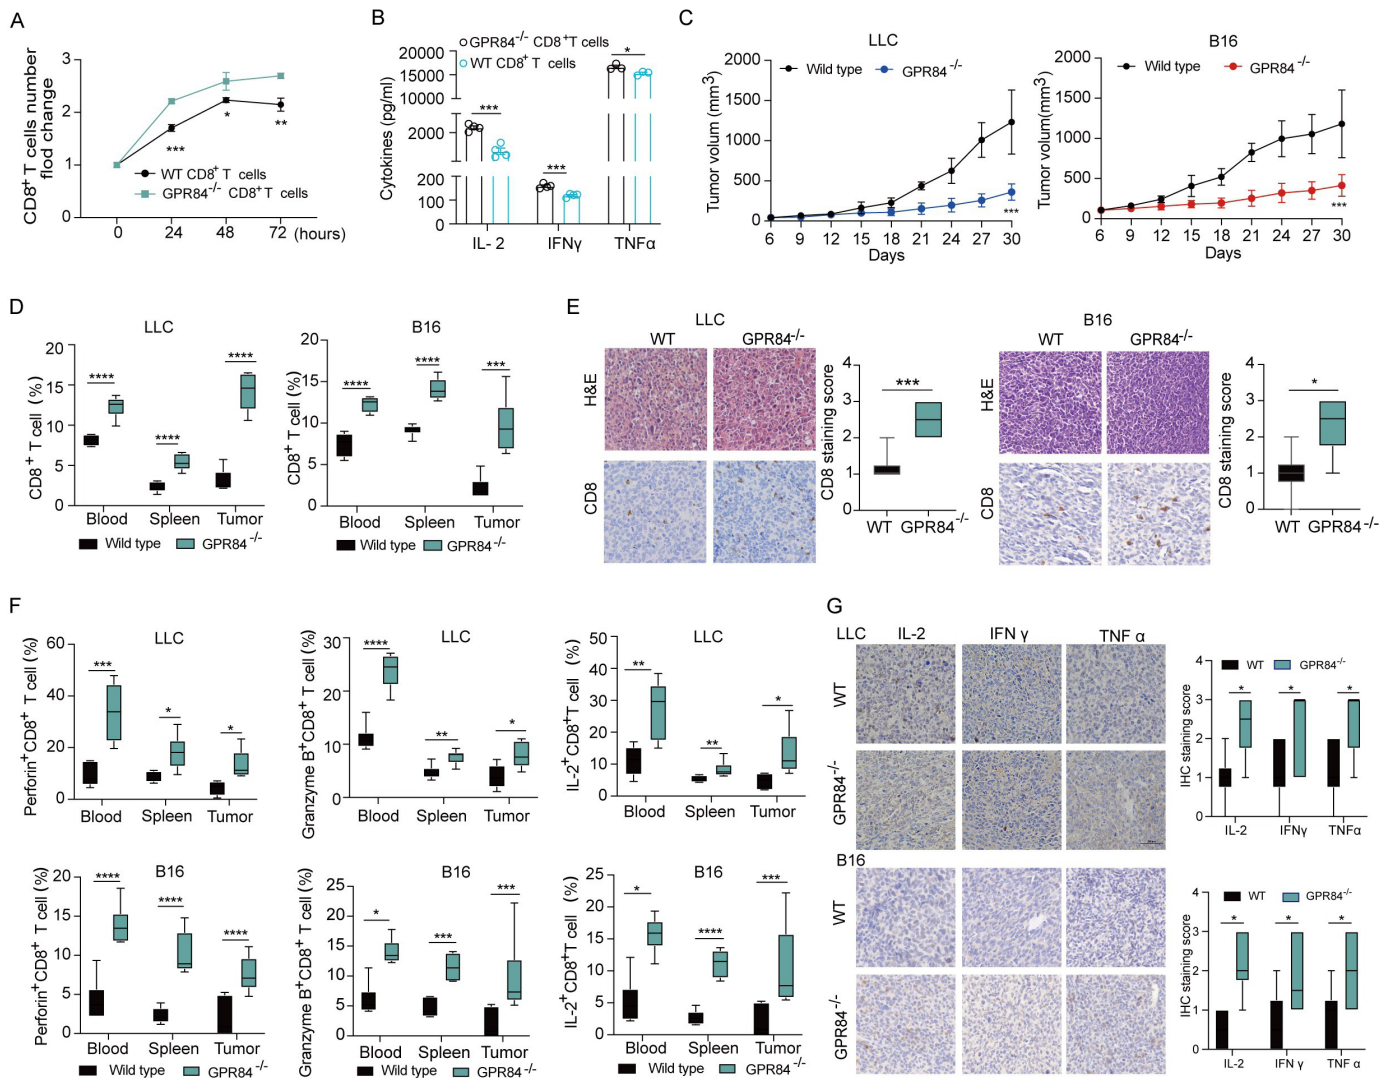 A
CD8+ T cells number
flod change
3
2
1
1
0
24
48
72
(hours)
***
*
**
WT CD8+ T cells
GPR84-/- CD8+T cells
B
Cytokines (pg/ml)
20000
15000
10000
2000
200
100
0
GPR84-/- CD8+T cells
WT CD8+ T cells
***
***
*
IL- 2
IFNγ
TNFα
C
LLC
Tumor volum (mm3)
2000
1500
1000
500
0
Wild type
GPR84-/-
***
6 9 12 15 18 21 24 27 30
Days
B16
Tumor volum(mm3)
2000
1500
1000
500
0
Wild type
GPR84-/-
***
6 9 12 15 18 21 24 27 30
Days
D
LLC
CD8+ T cell (%)
20
15
10
5
0
****
****
****
Blood Spleen Tumor
Wild type GPR84-/-
B16
CD8+ T cell (%)
20
15
10
5
0
****
****
***
Blood Spleen Tumor
Wild type GPR84-/-
E
LLC
WT GPR84-/-
H&E
CD8
CD8 staining score
4
3
2
1
0
***
WT GPR84-/-
B16
WT GPR84-/-
H&E
CD8
CD8 staining score
4
3
2
1
0
*
WT GPR84-/-
F
LLC
Perforin+CD8+ T cell (%)
60
40
20
0
***
*
*
Blood Spleen Tumor
LLC
Granzyme B+CD8+ T cell (%)
30
20
10
0
****
**
*
Blood Spleen Tumor
LLC
IL-2+CD8+T cell (%)
50
40
30
20
10
0
**
**
*
Blood Spleen Tumor
B16
Perforin+CD8+ T cell (%)
20
15
10
5
0
****
****
****
Blood Spleen Tumor
Wild type GPR84-/-
B16
Granzyme B+CD8+ T cell (%)
25
20
15
10
5
0
*
***
***
Blood Spleen Tumor
Wild type GPR84-/-
B16
IL-2+CD8+T cell (%)
25
20
15
10
5
0
*
****
***
Blood Spleen Tumor
Wild type GPR84-/-
G
LLC IL-2 IFN γ TNF α
WT
GPR84-/-
B16
WT
GPR84-/-
WT GPR84-/-
IHC staining score
4
3
2
1
0
* * *
IL-2 IFNγ TNFα
WT GPR84-/-
IHC staining score
4
3
2
1
0
* * *
IL-2 IFN γ TNF α